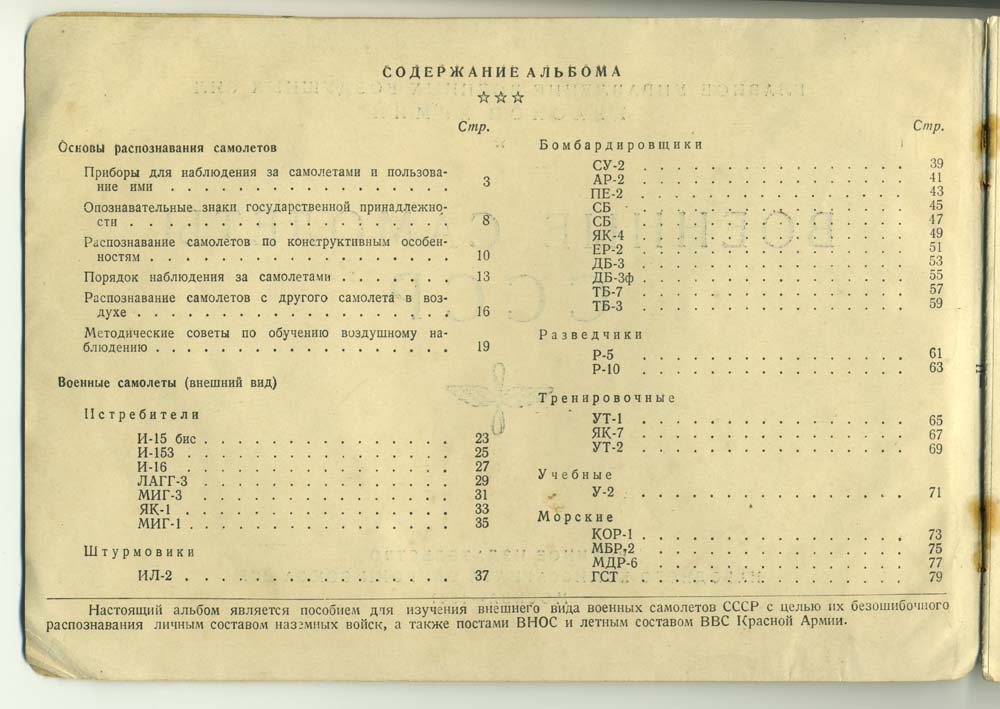 СОДЕРЖАНИЕ АЛЬБОМА
☆☆☆
Стр.
Основы распознавания самолетов
Приборы для наблюдения за самолетами и пользова-
ние ими . . . . . . . . . . . . . . . . . . . 3
Опознавательные знаки государственной принадлежно-
сти . . . . . . . . . . . . . . . . . . . . . 8
Распознавание самолетов по конструктивным особен-
ностям . . . . . . . . . . . . . . . . . . . . 10
Порядок наблюдения за самолетами . . . . . . . . 13
Распознавание самолетов с другого самолета в воз-
духе . . . . . . . . . . . . . . . . . . . . . 16
Методические советы по обучению воздушному на-
блюдению . . . . . . . . . . . . . . . . . . . 19
Военные самолеты (внешний вид)
Истребители
И-15 бис . . . . . . . . . . . . . . . . . 23
И-153 . . . . . . . . . . . . . . . . . . 25
И-16 . . . . . . . . . . . . . . . . . . 27
ЛАГГ-3 . . . . . . . . . . . . . . . . . 29
МИГ-3 . . . . . . . . . . . . . . . . . 31
ЯК-1 . . . . . . . . . . . . . . . . . . 33
МИГ-1 . . . . . . . . . . . . . . . . . 35
Штурмовики
ИЛ-2 . . . . . . . . . . . . . . . . . . 37
Стр.
Бомбардировщики
СУ-2 . . . . . . . . . . . . . . . . . 39
АР-2 . . . . . . . . . . . . . . . . . 41
ПЕ-2 . . . . . . . . . . . . . . . . . 43
СБ . . . . . . . . . . . . . . . . . . 45
СБ . . . . . . . . . . . . . . . . . . 47
ЯК-4 . . . . . . . . . . . . . . . . . 49
ЕР-2 . . . . . . . . . . . . . . . . . 51
ДБ-3 . . . . . . . . . . . . . . . . . 53
ДБ-3ф . . . . . . . . . . . . . . . . . 55
ТБ-7 . . . . . . . . . . . . . . . . . 57
ТБ-3 . . . . . . . . . . . . . . . . . 59
Разведчики
Р-5 . . . . . . . . . . . . . . . . . 61
Р-10 . . . . . . . . . . . . . . . . . 63
Тренировочные
УТ-1 . . . . . . . . . . . . . . . . . 65
ЯК-7 . . . . . . . . . . . . . . . . . 67
УТ-2 . . . . . . . . . . . . . . . . . 69
Учебные
У-2 . . . . . . . . . . . . . . . . . 71
Морские
КОР-1 . . . . . . . . . . . . . . . . . 73
МБР-2 . . . . . . . . . . . . . . . . . 75
МДР-6 . . . . . . . . . . . . . . . . . 77
ГСТ . . . . . . . . . . . . . . . . . 79
Настоящий альбом является пособием для изучения внешнего вида военных самолетов СССР с целью их безошибочного
распознавания личным составом наземных войск, а также постами ВНОС и летным составом ВВС Красной Армии.